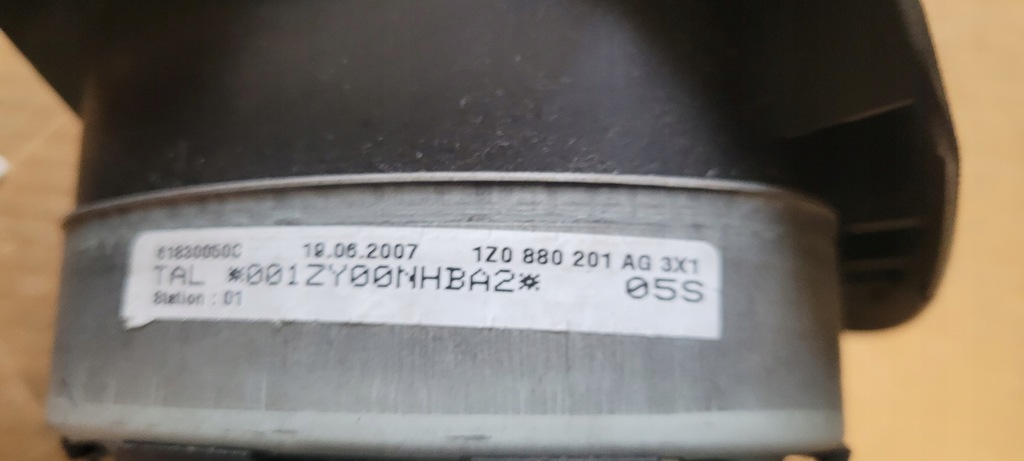 61830050C 19.06.2007 1Z0 880 201 AG 3X1
TAL *001ZY00NHBA2* 05S
Station : 01